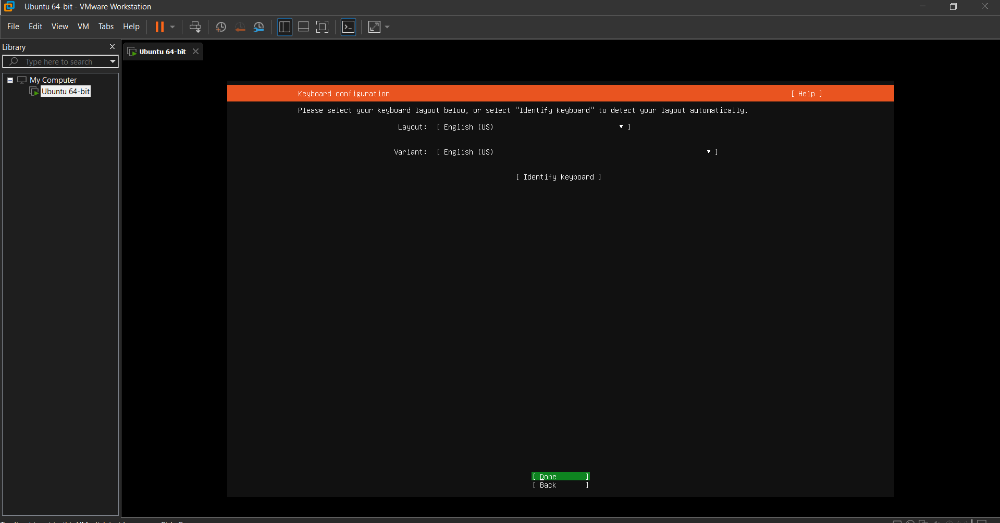 Ubuntu 64-bit - VMware Workstation
File Edit View VM Tabs Help
Library
Type here to search
My Computer
Ubuntu 64-bit
Ubuntu 64-bit
Keyboard configuration [ Help ]
Please select your keyboard layout below, or select "Identify keyboard" to detect your layout automatically.
Layout: [ English (US) ▾ ]
Variant: [ English (US) ▾ ]
[ Identify keyboard ]
[ Done ]
[ Back ]